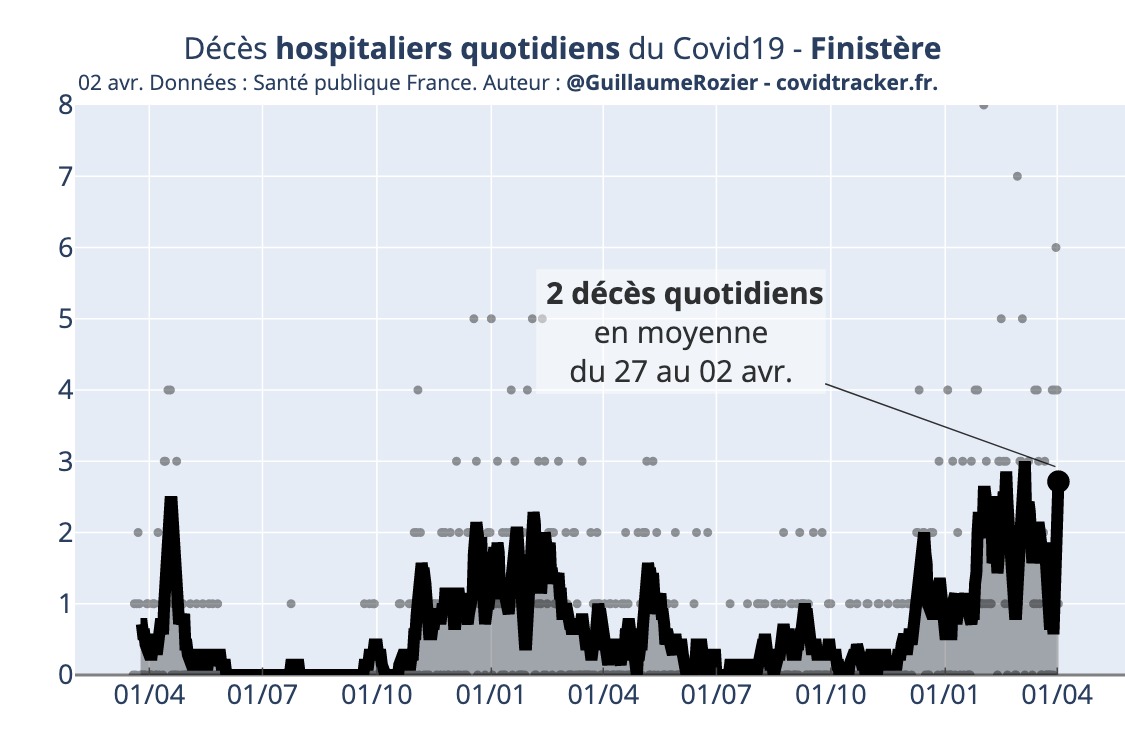 Décès hospitaliers quotidiens du Covid19 - Finistère
02 avr. Données : Santé publique France. Auteur : @GuillaumeRozier - covidtracker.fr.
8
7
6
5
4
3
2
1
0
2 décès quotidiens
en moyenne
du 27 au 02 avr.
01/04 01/07 01/10 01/01 01/04 01/07 01/10 01/01 01/04